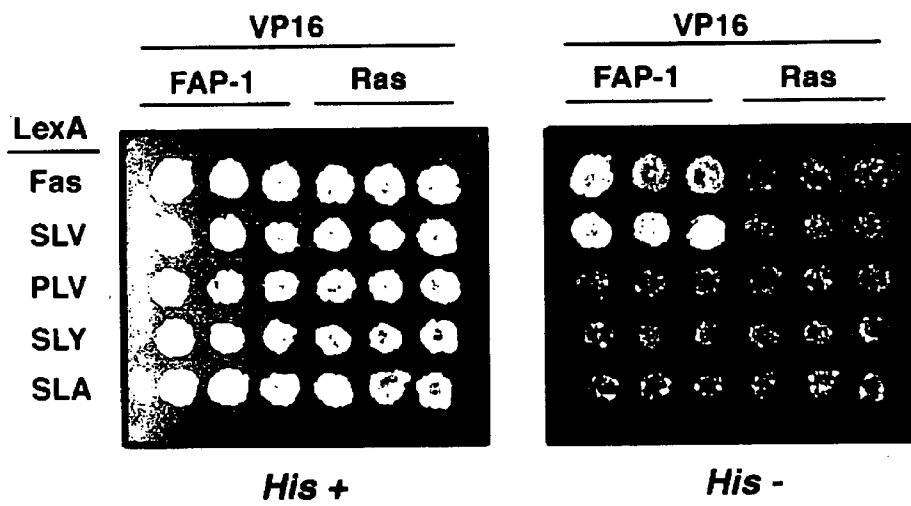 VP16 VP16
FAP-1 Ras FAP-1 Ras
LexA
Fas
SLV
PLV
SLY
SLA
His + His -